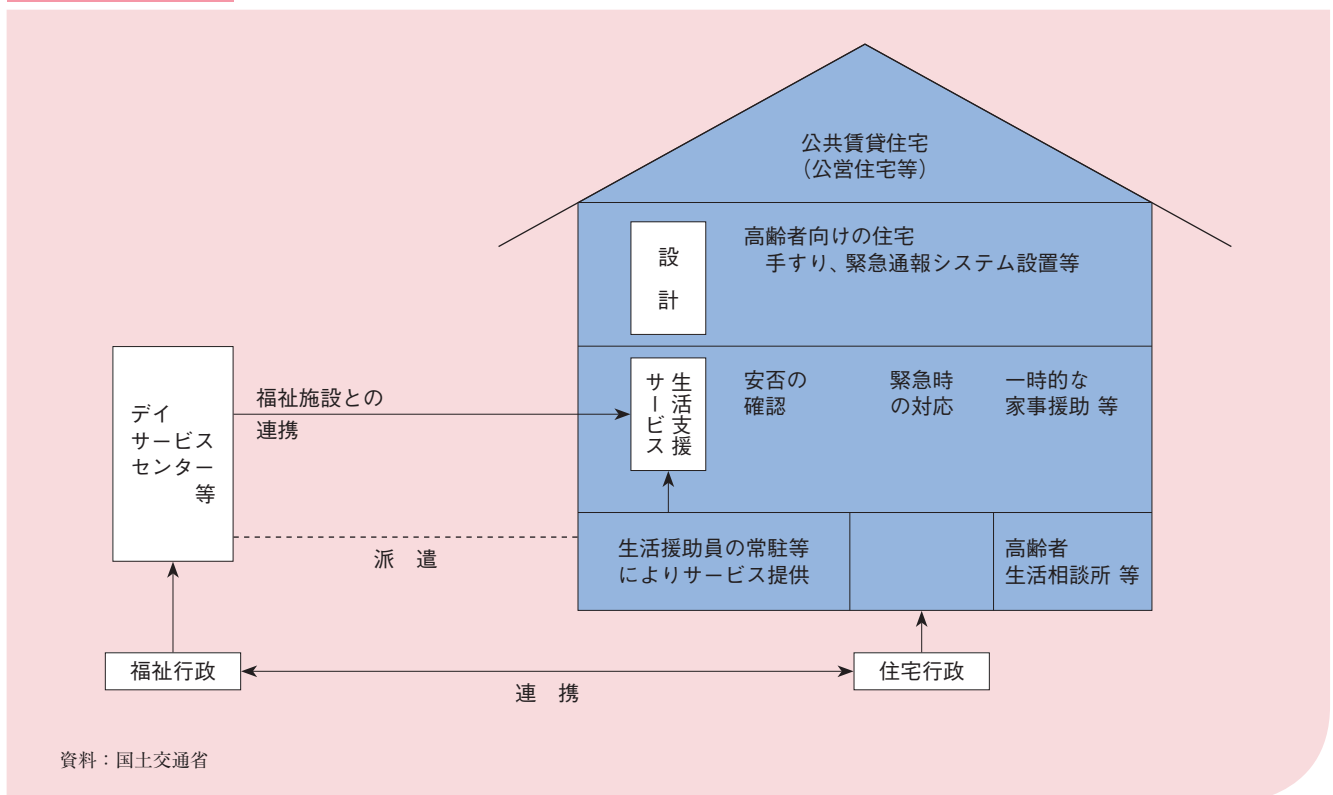 公共賃貸住宅
（公営住宅等）
設計
高齢者向けの住宅
手すり、緊急通報システム設置等
デイ
サービス
センター
等
福祉施設との
連携
生活支援
サービス
安否の
確認
緊急時
の対応
一時的な
家事援助 等
派　遣
生活援助員の常駐等
によりサービス提供
高齢者
生活相談所 等
福祉行政
連　携
住宅行政
資料：国土交通省